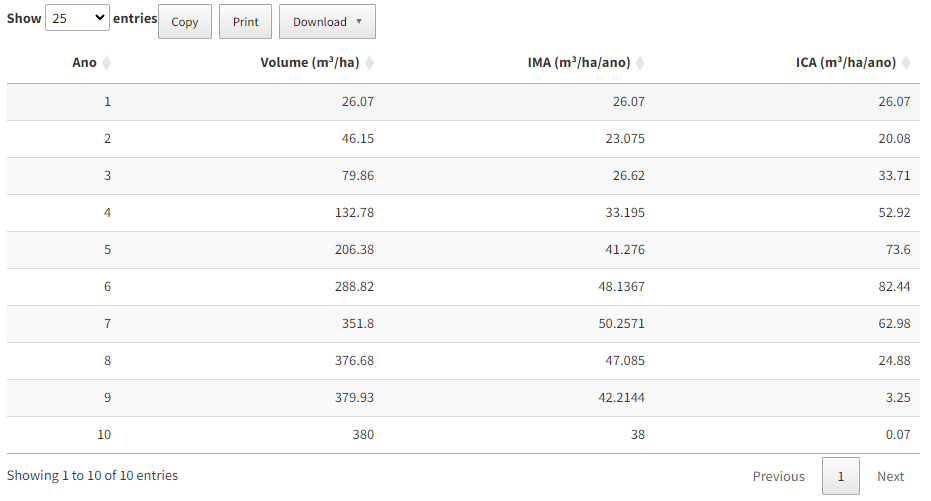 Show 25 entries Copy Print Download
Ano Volume (m³/ha) IMA (m³/ha/ano) ICA (m³/ha/ano)
1 26.07 26.07 26.07
2 46.15 23.075 20.08
3 79.86 26.62 33.71
4 132.78 33.195 52.92
5 206.38 41.276 73.6
6 288.82 48.1367 82.44
7 351.8 50.2571 62.98
8 376.68 47.085 24.88
9 379.93 42.2144 3.25
10 380 38 0.07
Showing 1 to 10 of 10 entries Previous 1 Next